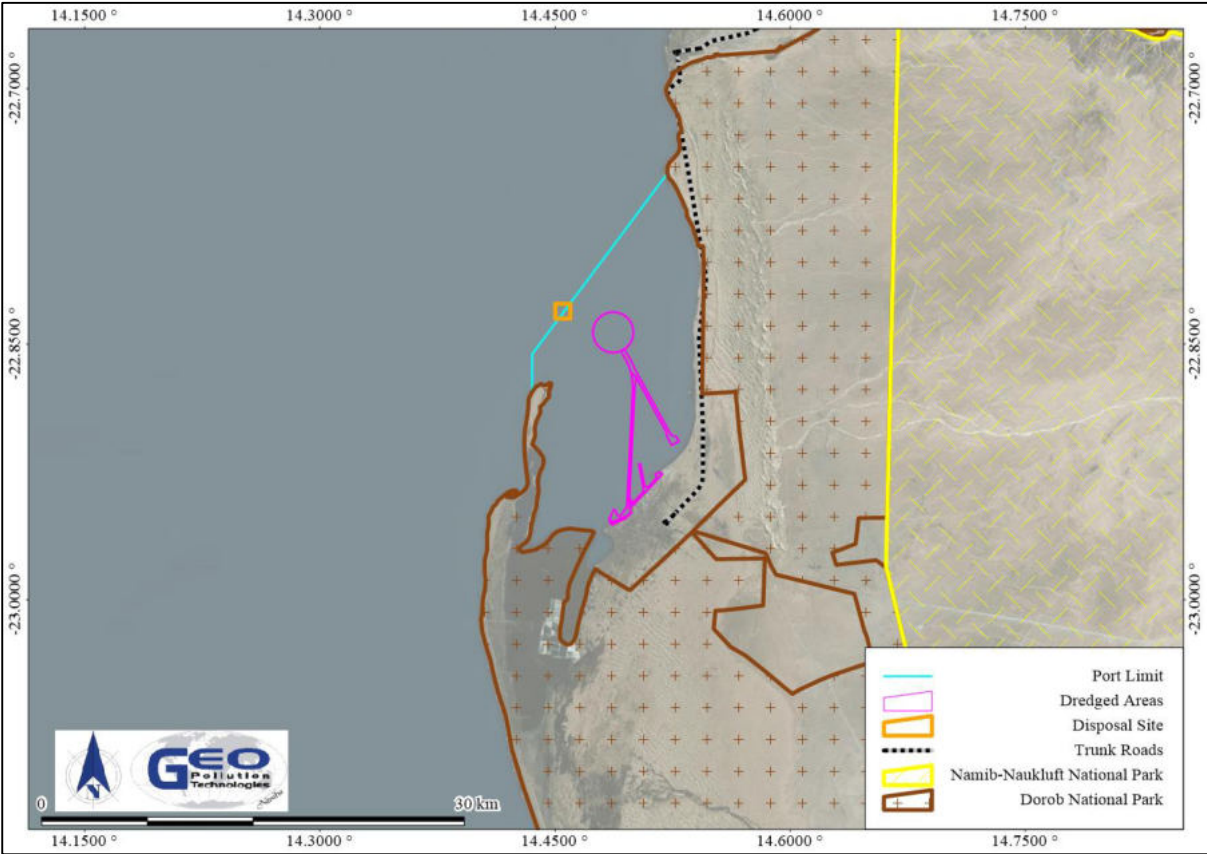 14.1500 °
14.3000 °
14.4500 °
14.6000 °
14.7500 °
-22.7000 °
-22.7000 °
-22.8500 °
-22.8500 °
-23.0000 °
-23.0000 °
Port Limit
Dredged Areas
Disposal Site
Trunk Roads
Namib-Naukluft National Park
Dorob National Park
N
GEO
Pollution
Technologies
Namibia
0
30 km
14.1500 °
14.3000 °
14.4500 °
14.6000 °
14.7500 °